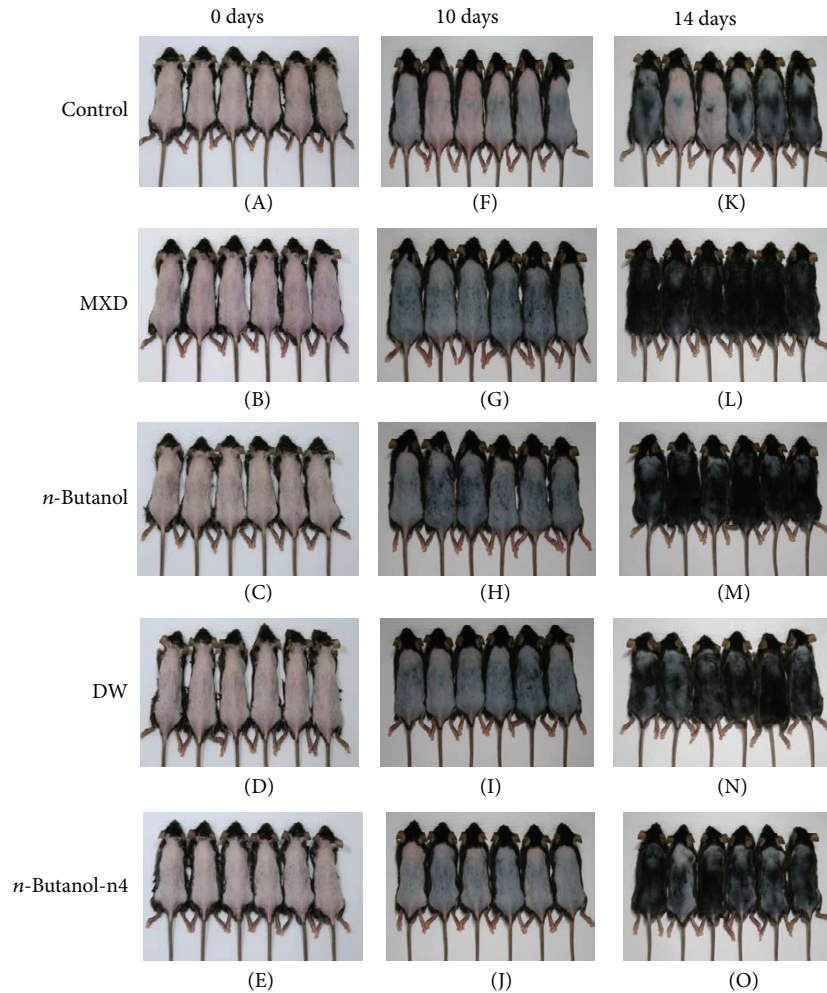 0 days 10 days 14 days
Control
(A) (F) (K)
MXD
(B) (G) (L)
n-Butanol
(C) (H) (M)
DW
(D) (I) (N)
n-Butanol-n4
(E) (J) (O)